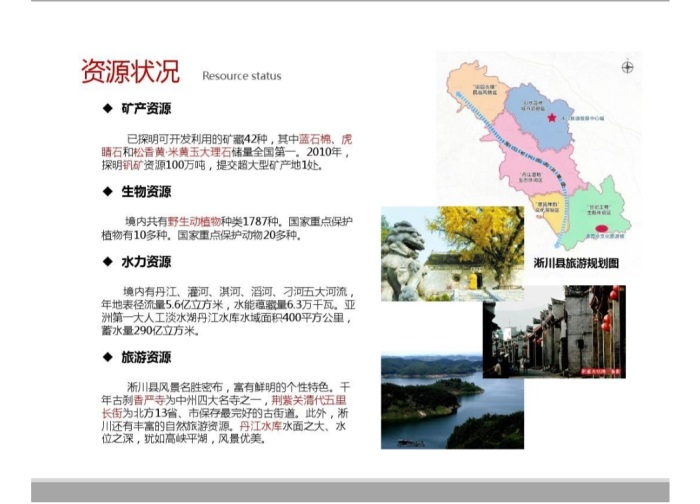 资源状况 Resource status
◆ 矿产资源
已探明可开发利用的矿藏42种，其中蓝石棉、虎
睛石和松香黄·米黄玉大理石储量全国第一。2010年，
探明钒矿资源100万吨，提交超大型矿产地1处。
◆ 生物资源
境内共有野生动植物种类1787种。国家重点保护
植物有10多种。国家重点保护动物20多种。
◆ 水力资源
境内有丹江、灌河、淇河、滔河、刁河五大河流，
年地表径流量5.6亿立方米，水能蕴藏量6.3万千瓦。亚
洲第一大人工淡水湖丹江水库水域面积400平方公里，
蓄水量290亿立方米。
◆ 旅游资源
淅川县风景名胜密布，富有鲜明的个性特色。千
年古刹香严寺为中州四大名寺之一，荆紫关清代五里
长街为北方13省、市保存最完好的古街道。此外，淅
川还有丰富的自然旅游资源。丹江水库水面之大、水
位之深，犹如高峡平湖，风景优美。
淅川县旅游规划图